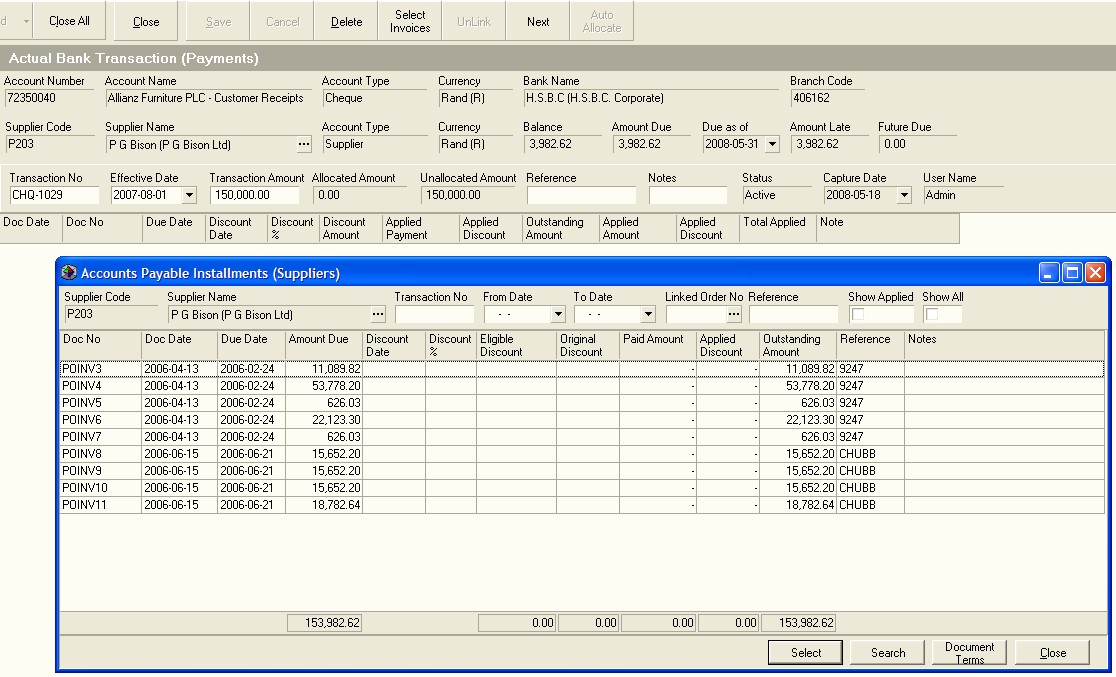 d Close All Close Save Cancel Delete Select Invoices UnLink Next Auto Allocate
Actual Bank Transaction (Payments)
Account Number Account Name Account Type Currency Bank Name Branch Code
72350040 Allianz Furniture PLC - Customer Receipts Cheque Rand (R) H.S.B.C (H.S.B.C. Corporate) 406162
Supplier Code Supplier Name Account Type Currency Balance Amount Due Due as of Amount Late Future Due
P203 P G Bison (P G Bison Ltd) ... Supplier Rand (R) 3,982.62 3,982.62 2008-05-31 3,982.62 0.00
Transaction No Effective Date Transaction Amount Allocated Amount Unallocated Amount Reference Notes Status Capture Date User Name
CHQ-1029 2007-08-01 150,000.00 0.00 150,000.00 Active 2008-05-18 Admin
Doc Date Doc No Due Date Discount Date Discount % Discount Amount Applied Payment Applied Discount Outstanding Amount Applied Amount Applied Discount Total Applied Note
Accounts Payable Installments (Suppliers)
Supplier Code Supplier Name Transaction No From Date To Date Linked Order No Reference Show Applied Show All
P203 P G Bison (P G Bison Ltd) ... - - - - ...
Doc No Doc Date Due Date Amount Due Discount Date Discount % Eligible Discount Original Discount Paid Amount Applied Discount Outstanding Amount Reference Notes
POINV3 2006-04-13 2006-02-24 11,089.82 - - 11,089.82 9247
POINV4 2006-04-13 2006-02-24 53,778.20 - - 53,778.20 9247
POINV5 2006-04-13 2006-02-24 626.03 - - 626.03 9247
POINV6 2006-04-13 2006-02-24 22,123.30 - - 22,123.30 9247
POINV7 2006-04-13 2006-02-24 626.03 - - 626.03 9247
POINV8 2006-06-15 2006-06-21 15,652.20 - - 15,652.20 CHUBB
POINV9 2006-06-15 2006-06-21 15,652.20 - - 15,652.20 CHUBB
POINV10 2006-06-15 2006-06-21 15,652.20 - - 15,652.20 CHUBB
POINV11 2006-06-15 2006-06-21 18,782.64 - - 18,782.64 CHUBB
153,982.62 0.00 0.00 0.00 0.00 153,982.62
Select Search Document Terms Close